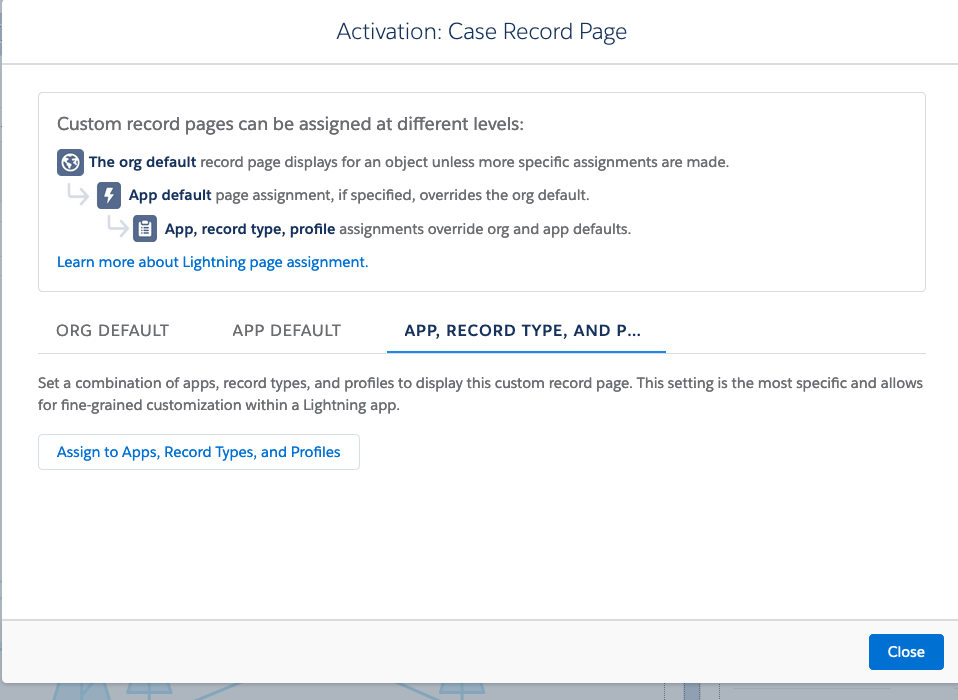 Activation: Case Record Page
Custom record pages can be assigned at different levels:
The org default record page displays for an object unless more specific assignments are made.
App default page assignment, if specified, overrides the org default.
App, record type, profile assignments override org and app defaults.
Learn more about Lightning page assignment.
ORG DEFAULT APP DEFAULT APP, RECORD TYPE, AND P...
Set a combination of apps, record types, and profiles to display this custom record page. This setting is the most specific and allows
for fine-grained customization within a Lightning app.
Assign to Apps, Record Types, and Profiles
Close